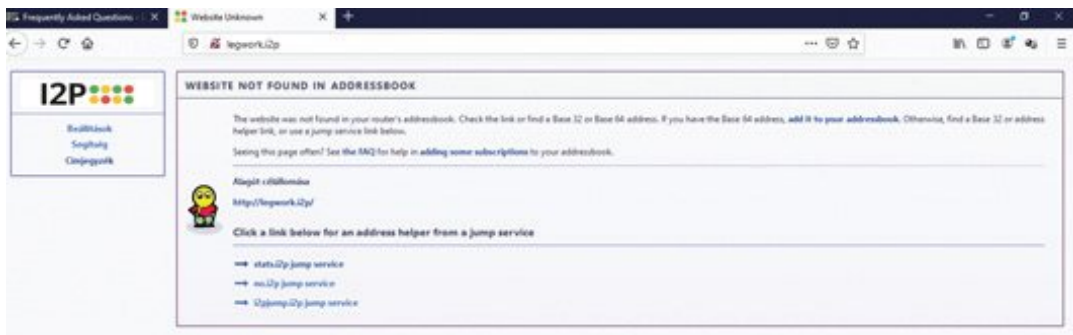 Frequently Asked Questions
Website Unknown
legwork.i2p
I2P
Beállítások
Segítség
Címjegyzék
WEBSITE NOT FOUND IN ADDRESSBOOK
The website was not found in your router's addressbook. Check the link or find a Base 32 or Base 64 address. If you have the Base 64 address, add it to your addressbook. Otherwise, find a Base 32 or address
helper link, or use a jump service link below.
Seeing this page often? See the FAQ for help in adding some subscriptions to your addressbook.
Alagút célállomása
http://legwork.i2p/
Click a link below for an address helper from a jump service
stats.i2p jump service
no.i2p jump service
i2pjump.i2p jump service